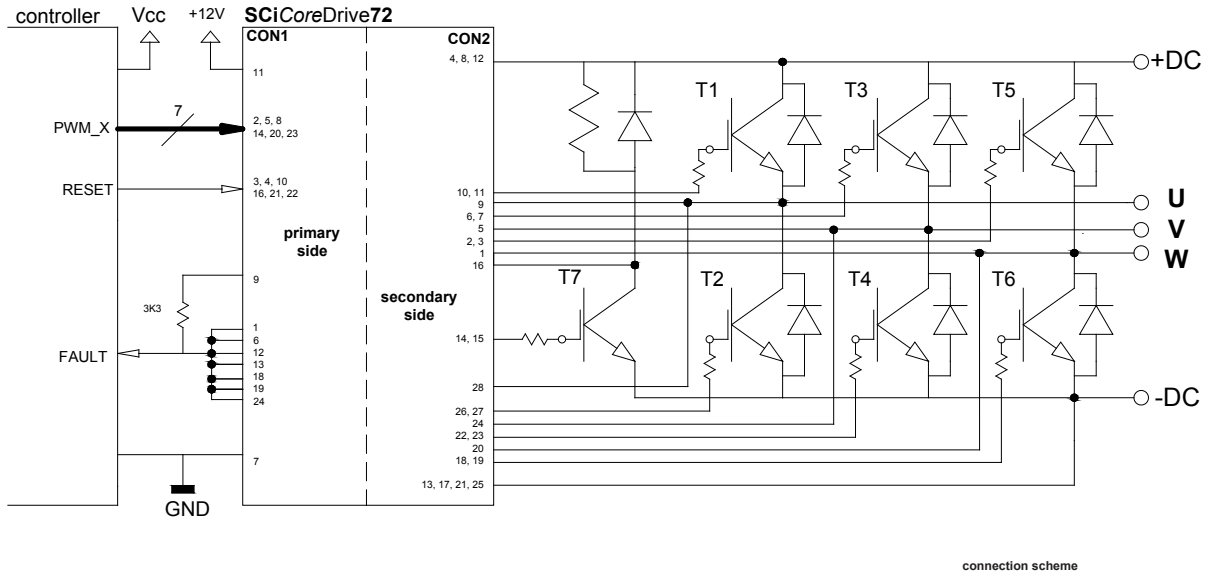 controller
Vcc
+12V
SCiCoreDrive72
CON1
CON2
4, 8, 12
+DC
11
T1
T3
T5
7
PWM_X
2, 5, 8
14, 20, 23
RESET
3, 4, 10
16, 21, 22
10, 11
9
U
6, 7
5
V
2, 3
1
W
16
primary
side
9
T7
T2
T4
T6
secondary
side
3K3
1
6
14, 15
FAULT
12
13
18
19
24
28
-DC
26, 27
24
22, 23
20
7
18, 19
13, 17, 21, 25
GND
connection scheme